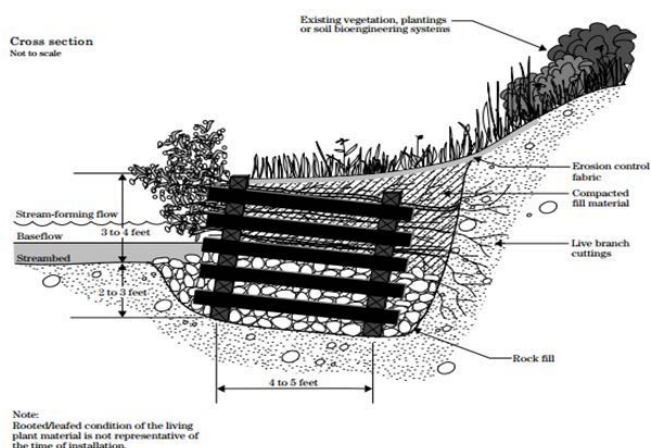 Cross section
Not to scale
Existing vegetation, plantings
or soil bioengineering systems
Erosion control
fabric
Compacted
fill material
Stream-forming flow
3 to 4 feet
Baseflow
Live branch
cuttings
Streambed
2 to 3 feet
Rock fill
4 to 5 feet
Note:
Rooted/leafed condition of the living
plant material is not representative of
the time of installation.